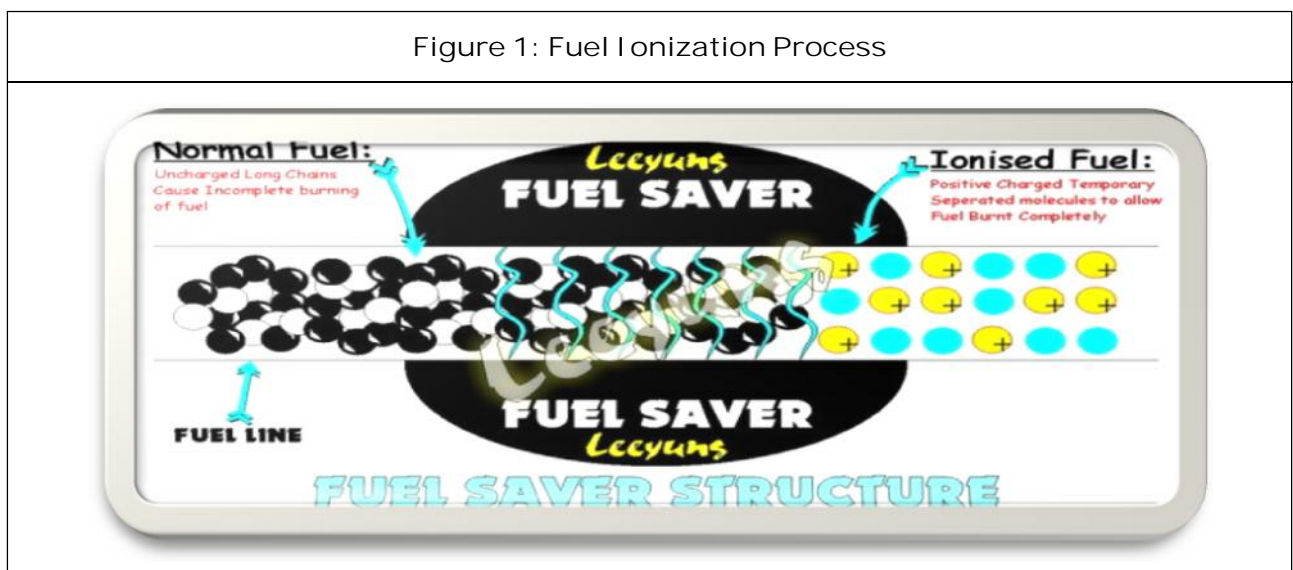 Figure 1: Fuel Ionization Process
Normal Fuel:
Uncharged Long Chains
Cause Incomplete burning
of fuel
Leeyuns
FUEL SAVER
Ionised Fuel:
Positive Charged Temporary
Seperated molecules to allow
Fuel Burnt Completely
+ + +
+ + + +
+ +
Leeyuns
FUEL LINE
FUEL SAVER
Leeyuns
FUEL SAVER STRUCTURE